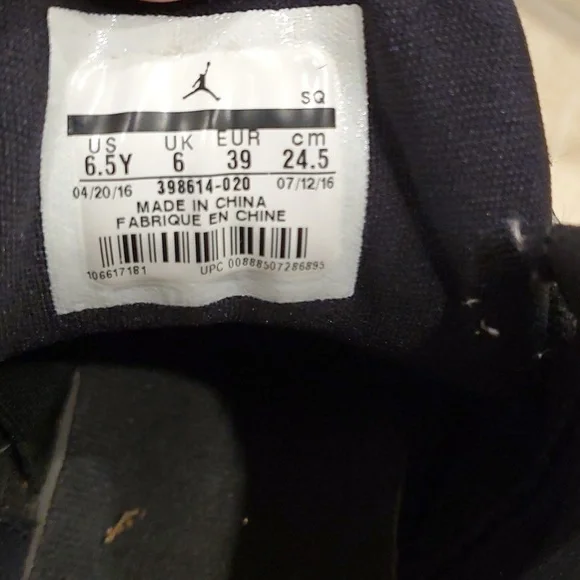 SQ
US UK EUR cm
6.5Y 6 39 24.5
04/20/16 398614-020 07/12/16
MADE IN CHINA
FABRIQUE EN CHINE
106617181 UPC 00888507286895